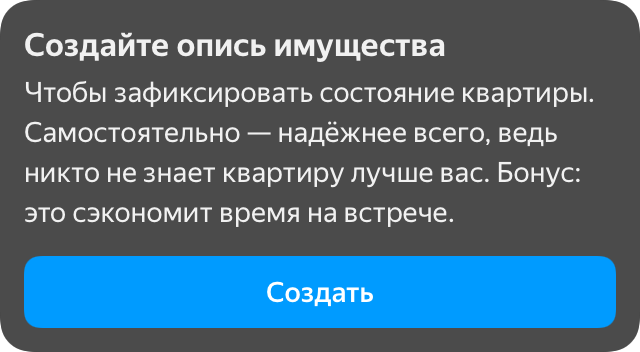 Создайте опись имущества
Чтобы зафиксировать состояние квартиры.
Самостоятельно — надёжнее всего, ведь
никто не знает квартиру лучше вас. Бонус:
это сэкономит время на встрече.
Создать